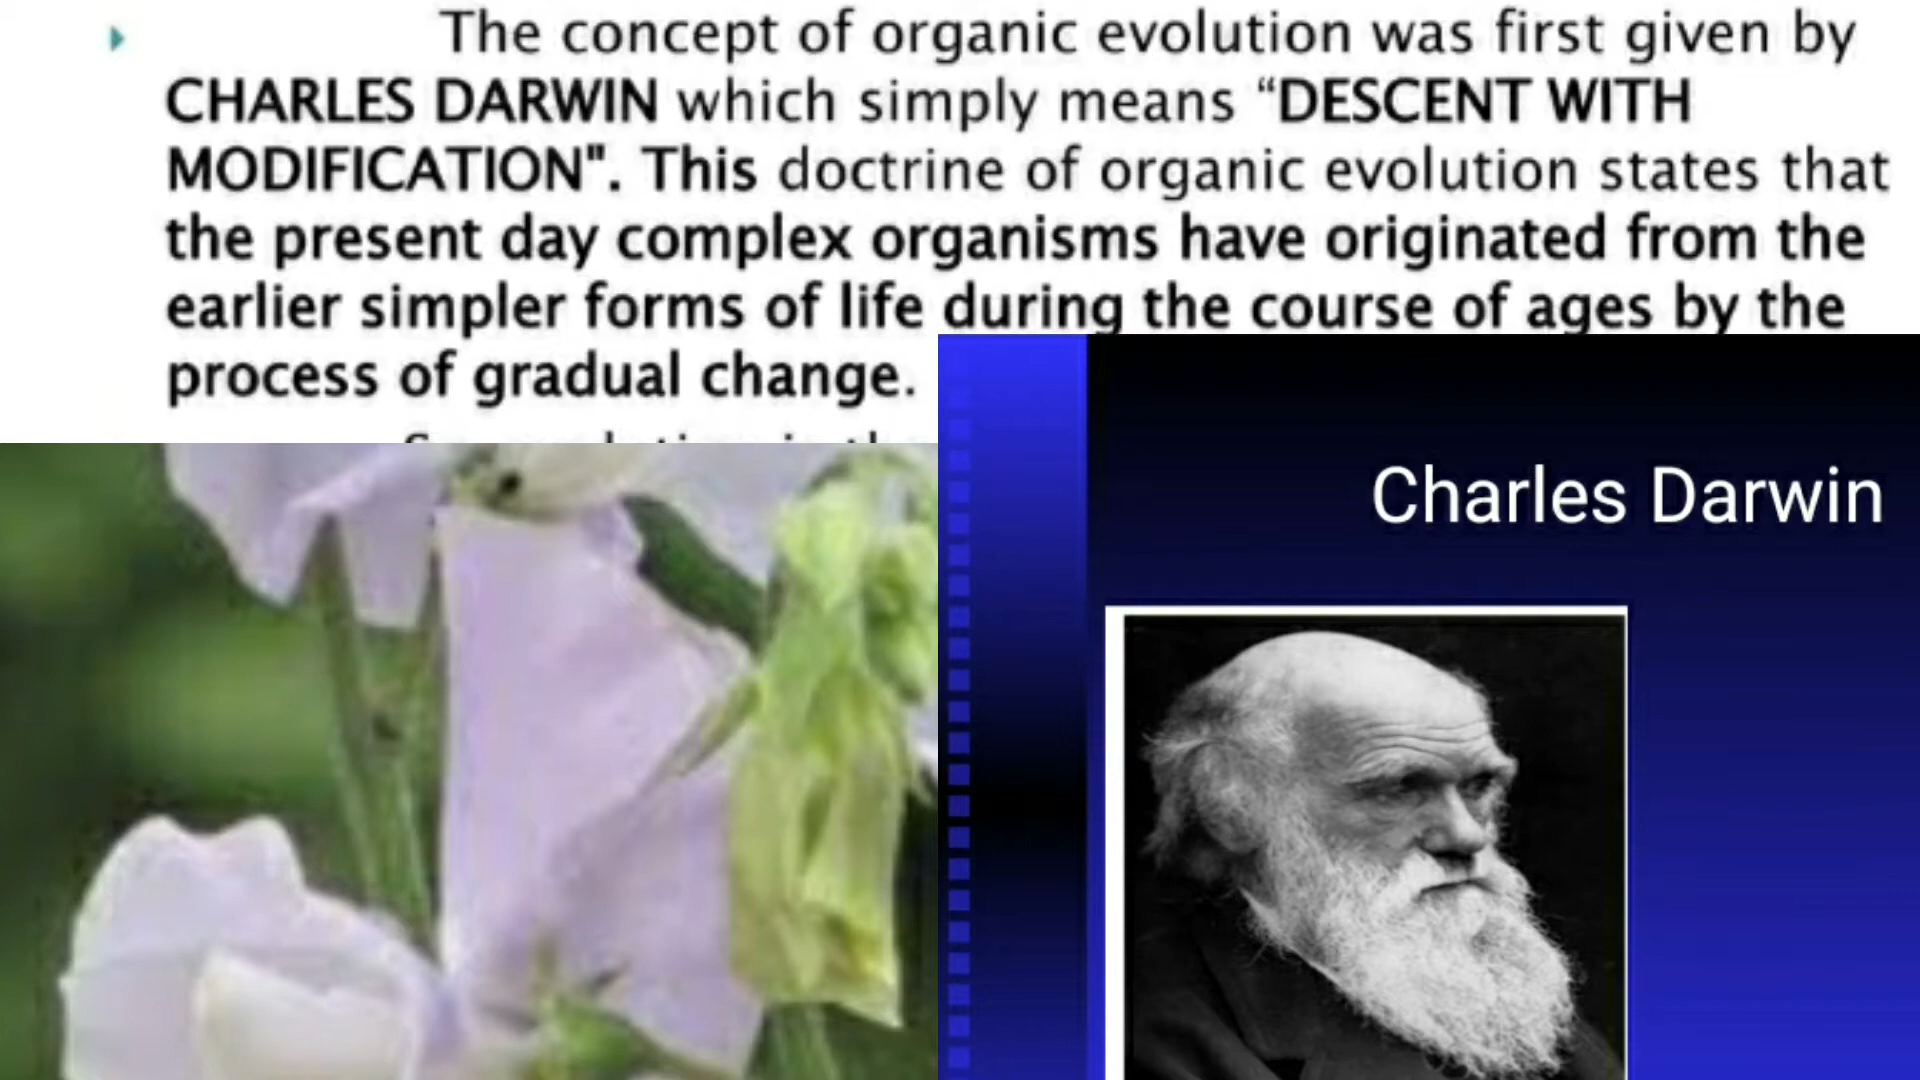 The concept of organic evolution was first given by
CHARLES DARWIN which simply means “DESCENT WITH
MODIFICATION". This doctrine of organic evolution states that
the present day complex organisms have originated from the
earlier simpler forms of life during the course of ages by the
process of gradual change.
Charles Darwin